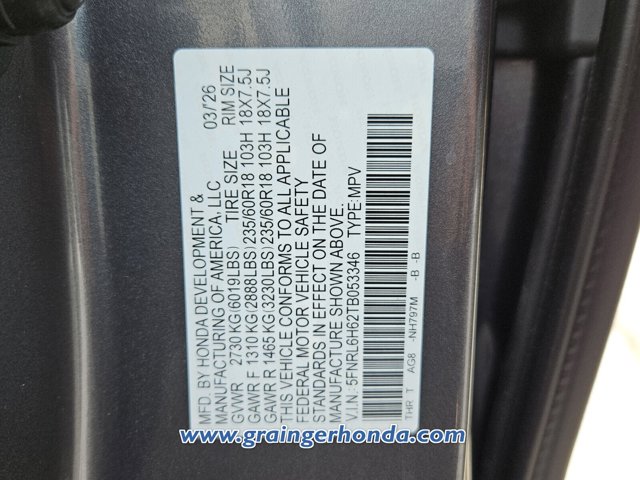 MFD. BY HONDA DEVELOPMENT &
MANUFACTURING OF AMERICA, LLC 03/'26
GVWR 2730 KG (6019LBS) TIRE SIZE RIM SIZE
GAWR F 1310 KG (2888LBS) 235/60R18 103H 18X7.5J
GAWR R 1465 KG (3230LBS) 235/60R18 103H 18X7.5J
THIS VEHICLE CONFORMS TO ALL APPLICABLE
FEDERAL MOTOR VEHICLE SAFETY
STANDARDS IN EFFECT ON THE DATE OF
MANUFACTURE SHOWN ABOVE.
V.I.N.: 5FNRL6H62TB053346 TYPE: MPV
THR T AG8 -NH797M -B -B
www.graingerhonda.com